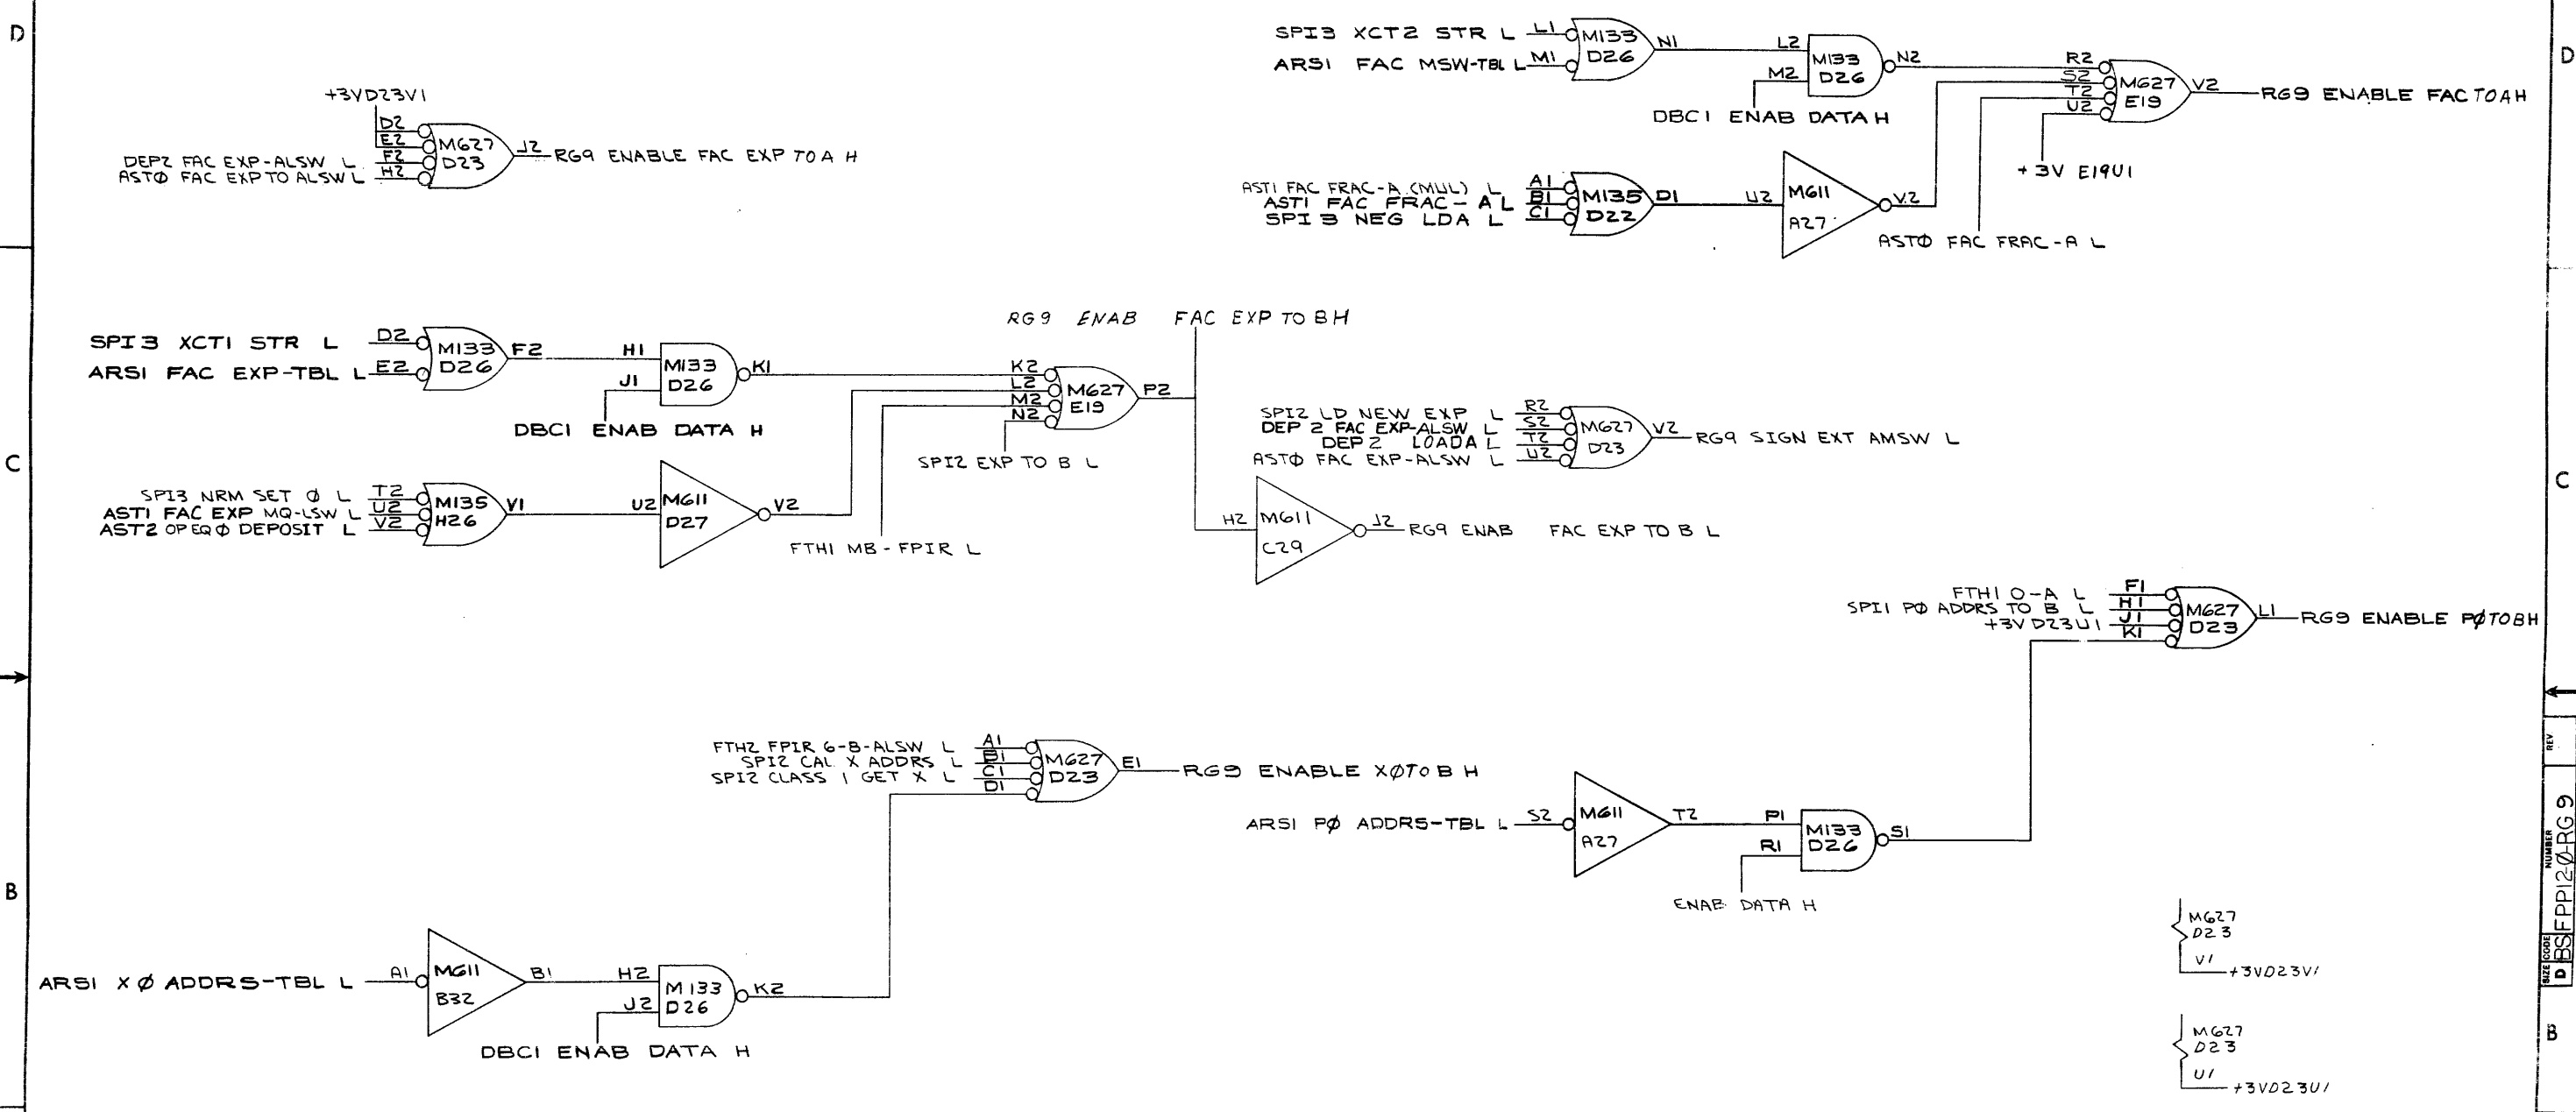 D
D
SPI3 XCT2 STR L L1
ARS1 FAC MSW-TBL L M1
M133
D26
N1
L2
M2
M133
D26
N2
DBC1 ENAB DATA H
R2
S2
T2
U2
M627
E19
V2
RG9 ENABLE FAC TO A H
+3V E19U1
+3VD23V1
D2
E2
DEP2 FAC EXP-ALSW L F2
AST0 FAC EXP TO ALSW L H2
M627
D23
J2
RG9 ENABLE FAC EXP TO A H
AST1 FAC FRAC-A (MUL) L A1
AST1 FAC FRAC-A L B1
SPI3 NEG LDA L C1
M135
D22
D1
U2
M611
A27
V2
AST0 FAC FRAC-A L
RG9 ENAB FAC EXP TO B H
SPI3 XCT1 STR L D2
ARS1 FAC EXP-TBL L E2
M133
D26
F2
H1
J1
M133
D26
K1
DBC1 ENAB DATA H
K2
L2
M2
N2
M627
E19
P2
SPI2 EXP TO B L
C
C
SPI2 LD NEW EXP L R2
DEP 2 FAC EXP-ALSW L S2
DEP 2 LOADA L T2
AST0 FAC EXP-ALSW L U2
M627
D23
V2
RG9 SIGN EXT AMSW L
SPI3 NRM SET Ø L T2
AST1 FAC EXP MQ-LSW L U2
AST2 OP EQ Ø DEPOSIT L V2
M135
H26
V1
U2
M611
D27
V2
FTH1 MB-FPIR L
H2
M611
C29
J2
RG9 ENAB FAC EXP TO B L
FTH1 O-A L F1
SPI1 PØ ADDRS TO B L H1
+3V D23U1 J1
K1
M627
D23
L1
RG9 ENABLE PØ TO B H
FTH2 FPIR 6-B-ALSW L A1
SPI2 CAL X ADDRS L B1
SPI2 CLASS 1 GET X L C1
D1
M627
D23
E1
RG9 ENABLE XØ TO B H
ARS1 PØ ADDRS-TBL L S2
M611
A27
T2
P1
R1
M133
D26
S1
ENAB DATA H
B
B
ARS1 XØ ADDRS-TBL L A1
M611
B32
B1
H2
J2
M133
D26
K2
DBC1 ENAB DATA H
M627
D23
V1
+3VD23V1
M627
D23
U1
+3VD23U1
REV
NUMBER
FPP12-Ø-RG9
SIZE CODE
D BS